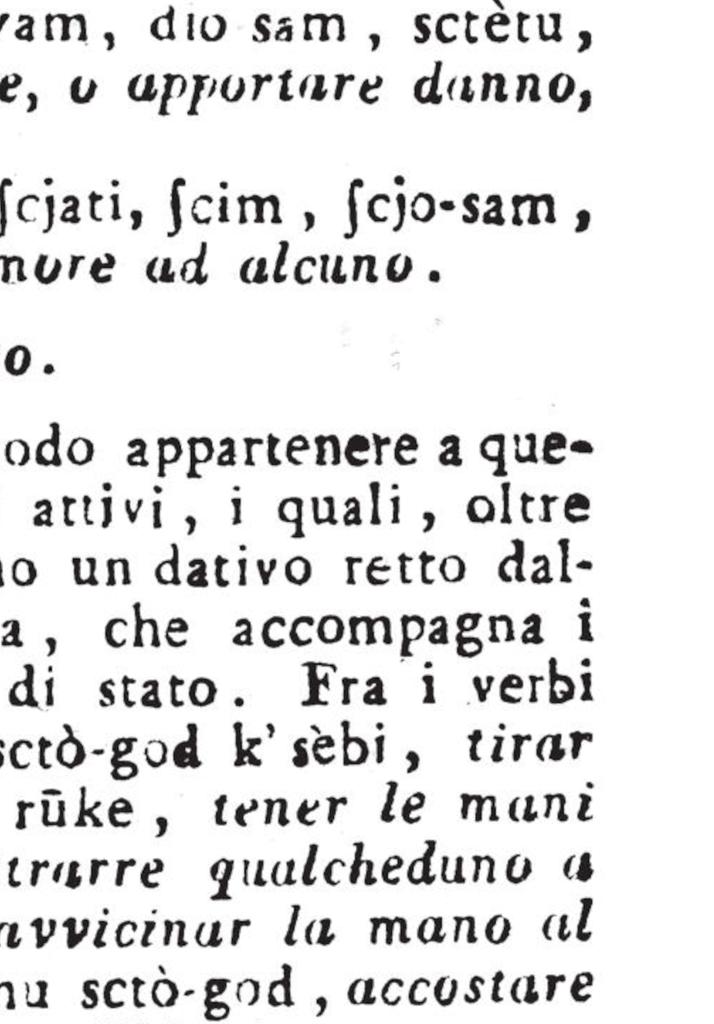 vam, dio sām, sctètu,
e, o apportare danno,
ſcjati, ſcim, ſcjo-sam,
more ad alcuno.
o.
odo appartenere a que-
attivi, i quali, oltre
no un dativo retto dal-
a, che accompagna i
di stato. Fra i verbi
sctò-god k' sèbi, tirar
rūke, tener le mani
trarre qualcheduno a
avvicinar la mano al
nu sctò-god, accostare